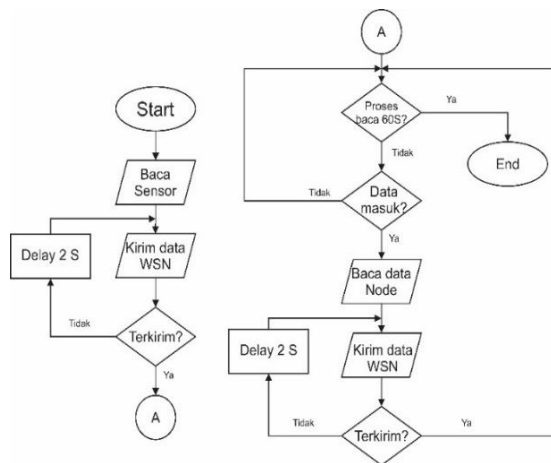 Start
Baca
Sensor
Kirim data
WSN
Delay 2 S
Tidak
Terkirim?
Ya
A
A
Proses
baca 60S?
Ya
End
Tidak
Data
masuk?
Tidak
Ya
Baca data
Node
Kirim data
WSN
Delay 2 S
Tidak
Terkirim?
Ya